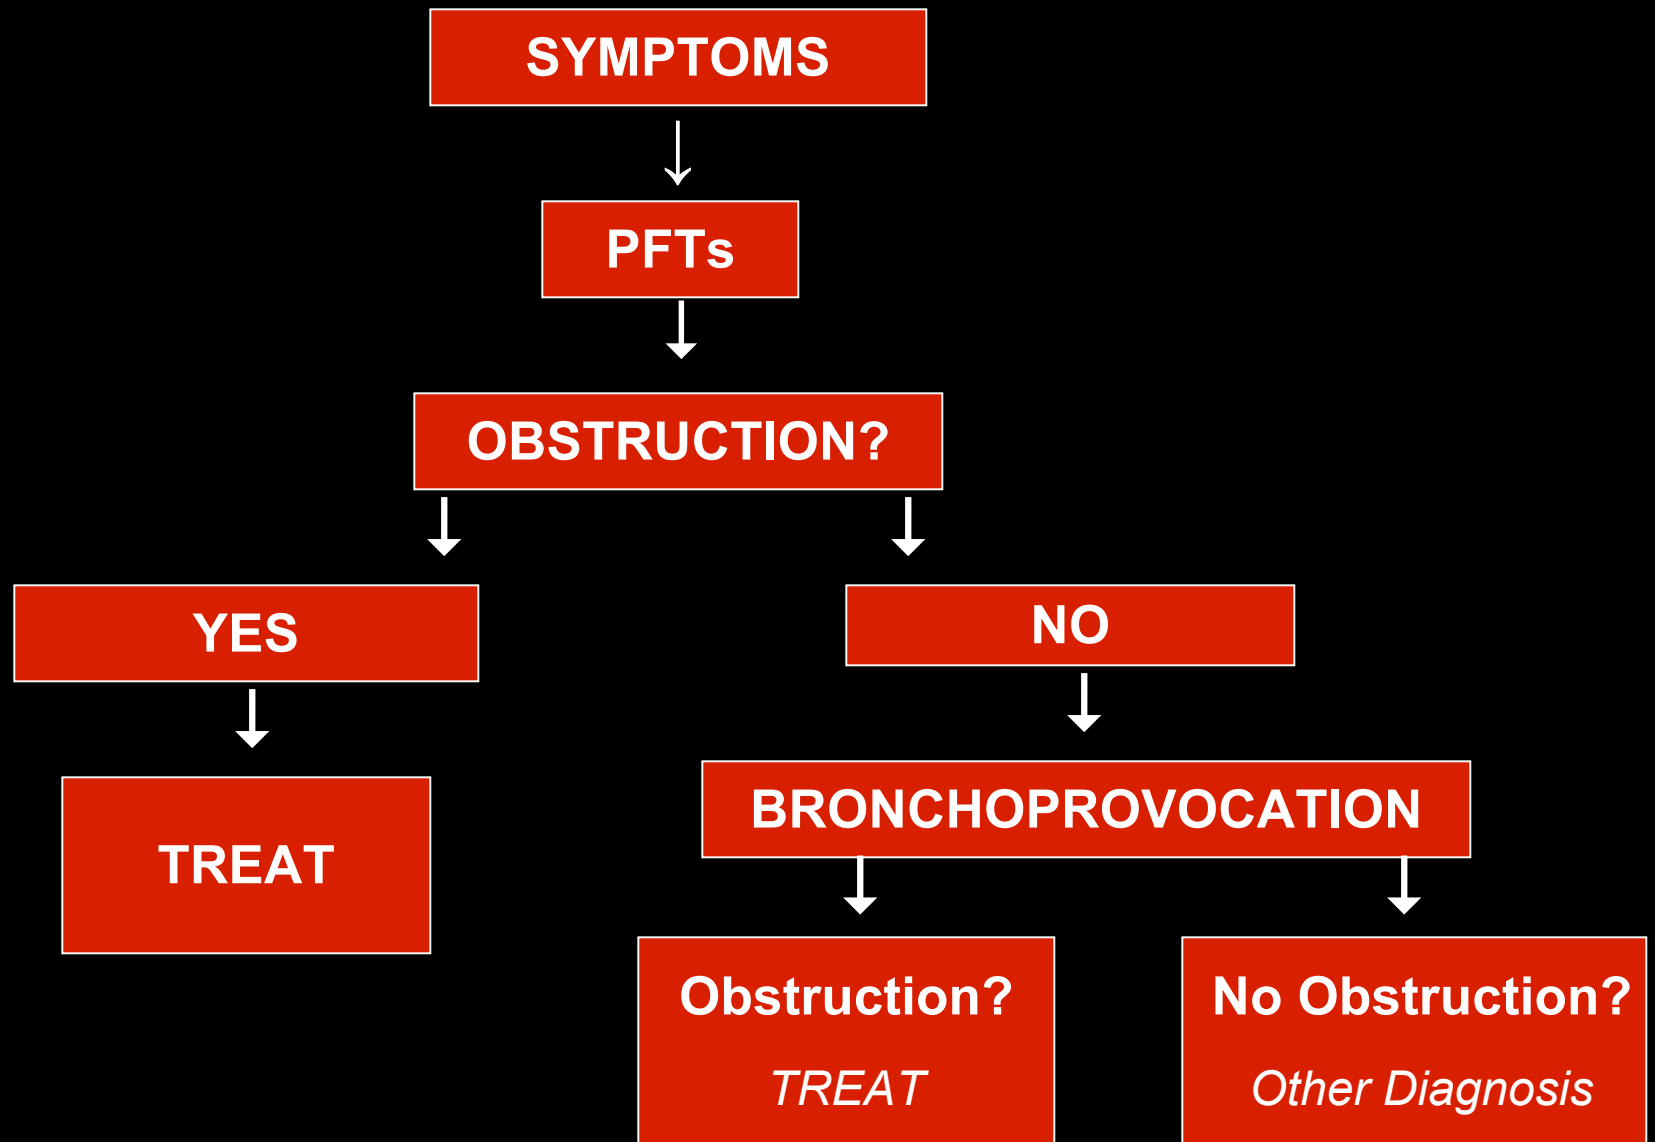 SYMPTOMS
PFTs
OBSTRUCTION?
YES
NO
TREAT
BRONCHOPROVOCATION
Obstruction?
TREAT
No Obstruction?
Other Diagnosis